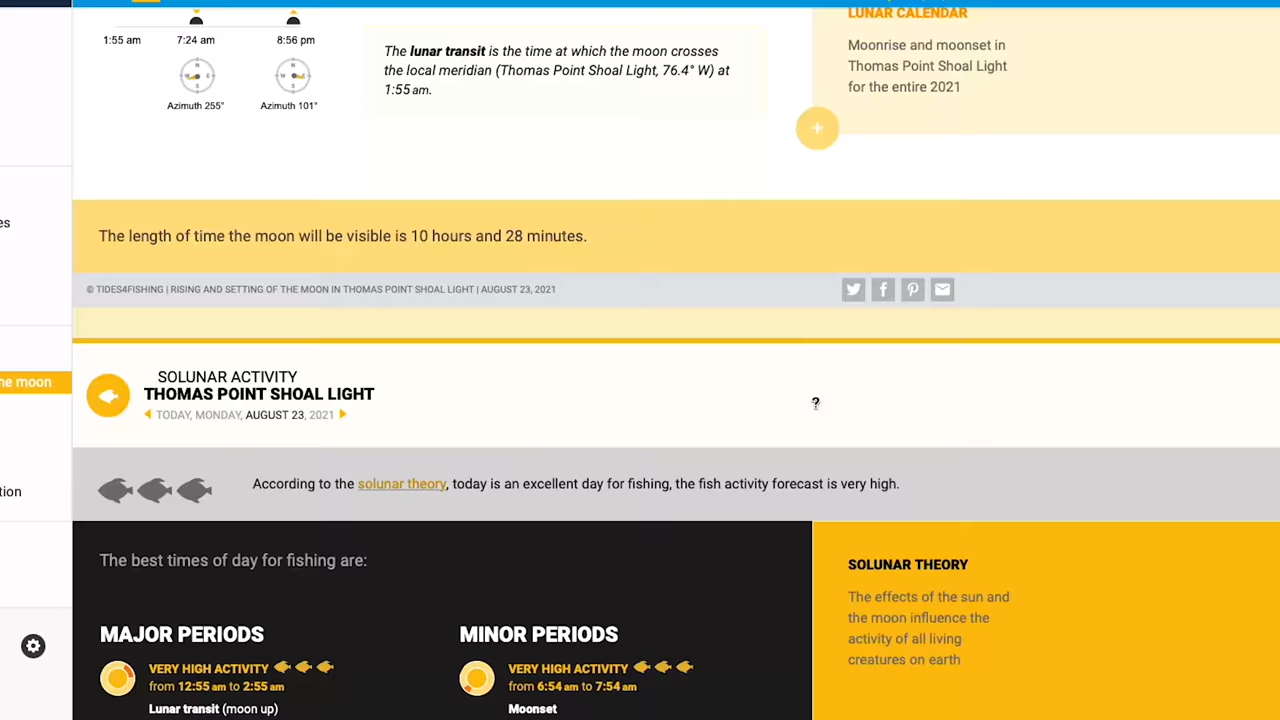 LUNAR CALENDAR
1:55 am
7:24 am
8:56 pm
The lunar transit is the time at which the moon crosses
the local meridian (Thomas Point Shoal Light, 76.4° W) at
1:55 am.
Moonrise and moonset in
Thomas Point Shoal Light
for the entire 2021
N
W
E
S
N
W
E
S
Azimuth 255°
Azimuth 101°
+
es
The length of time the moon will be visible is 10 hours and 28 minutes.
© TIDES4FISHING | RISING AND SETTING OF THE MOON IN THOMAS POINT SHOAL LIGHT | AUGUST 23, 2021
he moon
SOLUNAR ACTIVITY
THOMAS POINT SHOAL LIGHT
TODAY, MONDAY, AUGUST 23, 2021
?
tion
According to the solunar theory, today is an excellent day for fishing, the fish activity forecast is very high.
The best times of day for fishing are:
MAJOR PERIODS
VERY HIGH ACTIVITY
from 12:55 am to 2:55 am
Lunar transit (moon up)
MINOR PERIODS
VERY HIGH ACTIVITY
from 6:54 am to 7:54 am
Moonset
SOLUNAR THEORY
The effects of the sun and
the moon influence the
activity of all living
creatures on earth